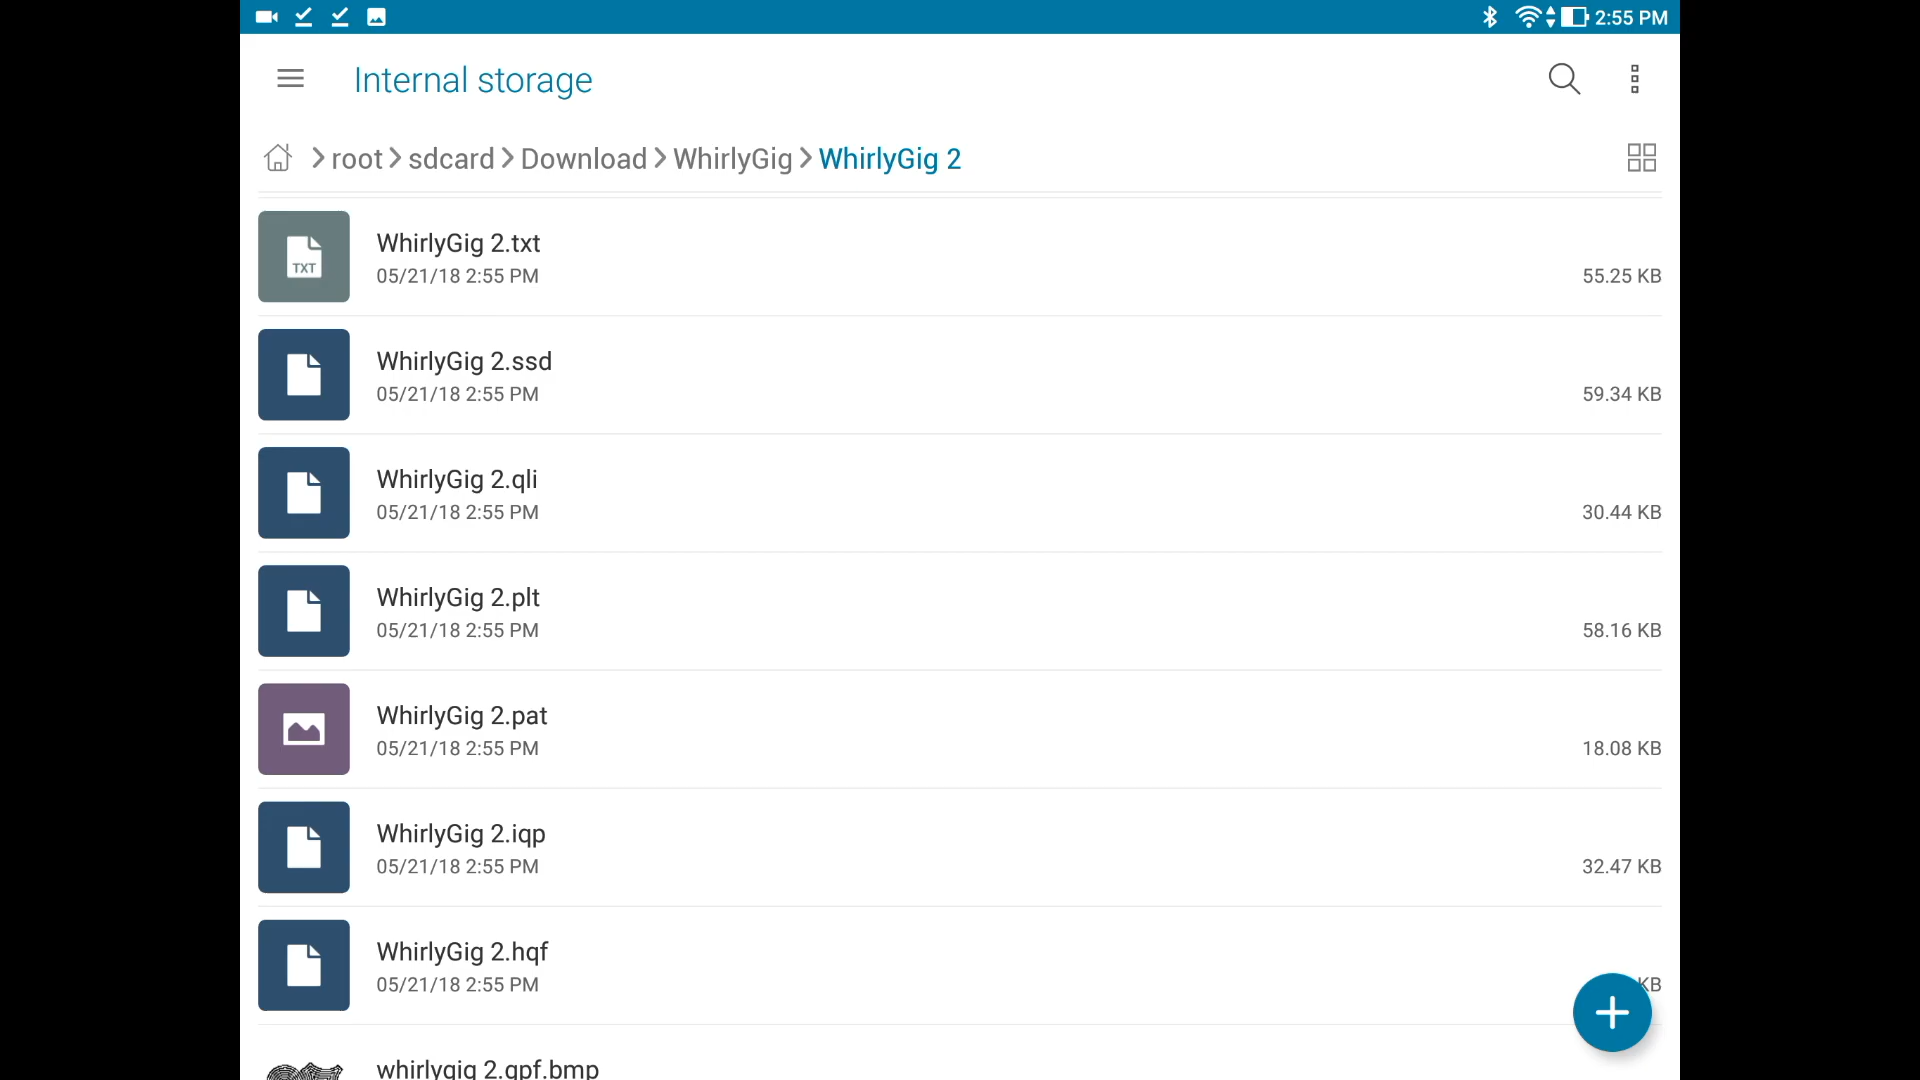 2:55 PM
Internal storage
root sdcard Download WhirlyGig WhirlyGig 2
WhirlyGig 2.txt
05/21/18 2:55 PM
55.25 KB
WhirlyGig 2.ssd
05/21/18 2:55 PM
59.34 KB
WhirlyGig 2.qli
05/21/18 2:55 PM
30.44 KB
WhirlyGig 2.plt
05/21/18 2:55 PM
58.16 KB
WhirlyGig 2.pat
05/21/18 2:55 PM
18.08 KB
WhirlyGig 2.iqp
05/21/18 2:55 PM
32.47 KB
WhirlyGig 2.hqf
05/21/18 2:55 PM
KB
whirlygig 2.gpf.bmp
TXT